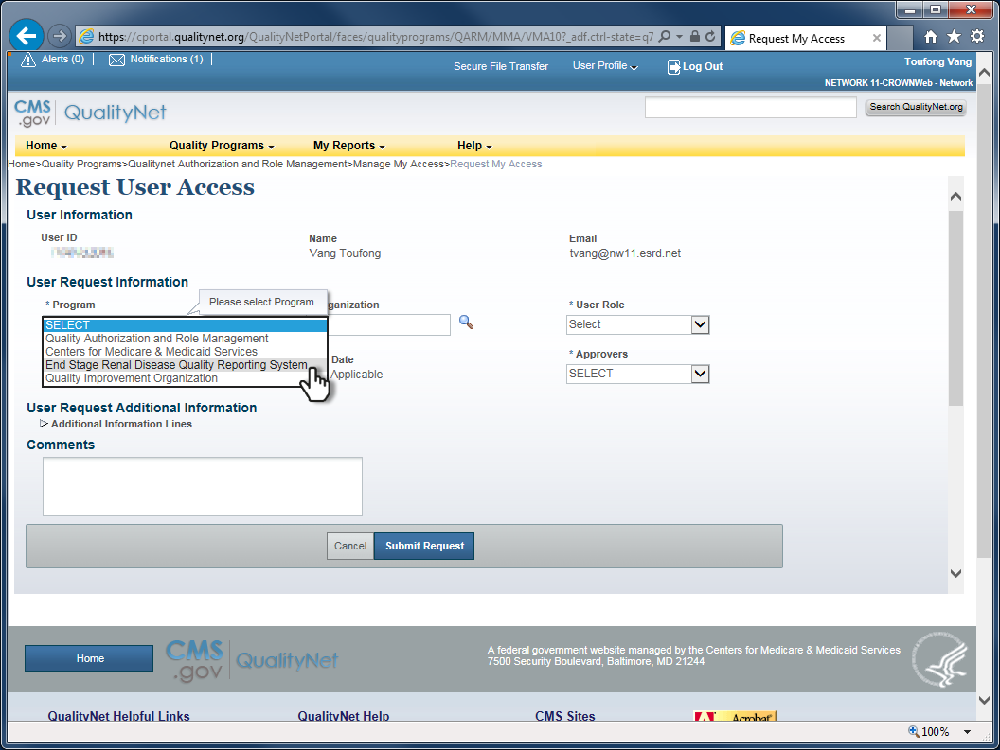 https://cportal.qualitynet.org/QualityNetPortal/faces/qualityprograms/QARM/MMA/VMA10?_adf.ctrl-state=q7
Request My Access
Alerts (0)
Notifications (1)
Secure File Transfer
User Profile
Log Out
Toufong Vang
NETWORK 11-CROWNWeb - Network
CMS
.gov
QualityNet
Search QualityNet.org
Home
Quality Programs
My Reports
Help
Home>Quality Programs>Qualitynet Authorization and Role Management>Manage My Access>Request My Access
Request User Access
User Information
User ID
Name
Vang Toufong
Email
tvang@nw11.esrd.net
User Request Information
* Program
Please select Program.
ganization
* User Role
SELECT
Quality Authorization and Role Management
Centers for Medicare & Medicaid Services
End Stage Renal Disease Quality Reporting System
Quality Improvement Organization
Select
Date
Applicable
* Approvers
SELECT
User Request Additional Information
Additional Information Lines
Comments
Cancel
Submit Request
Home
CMS
.gov
QualityNet
A federal government website managed by the Centers for Medicare & Medicaid Services
7500 Security Boulevard, Baltimore, MD 21244
QualityNet Helpful Links
QualityNet Help
CMS Sites
Acrobat
100%